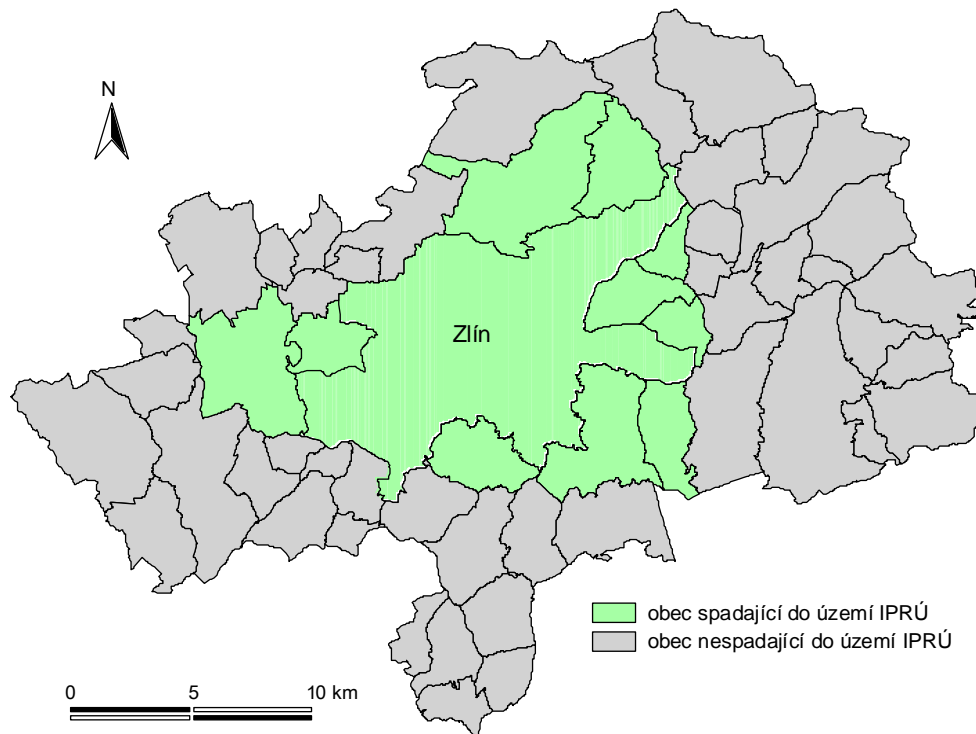 N
Zlín
obec spadající do území IPRÚ
obec nespadající do území IPRÚ
0 5 10 km